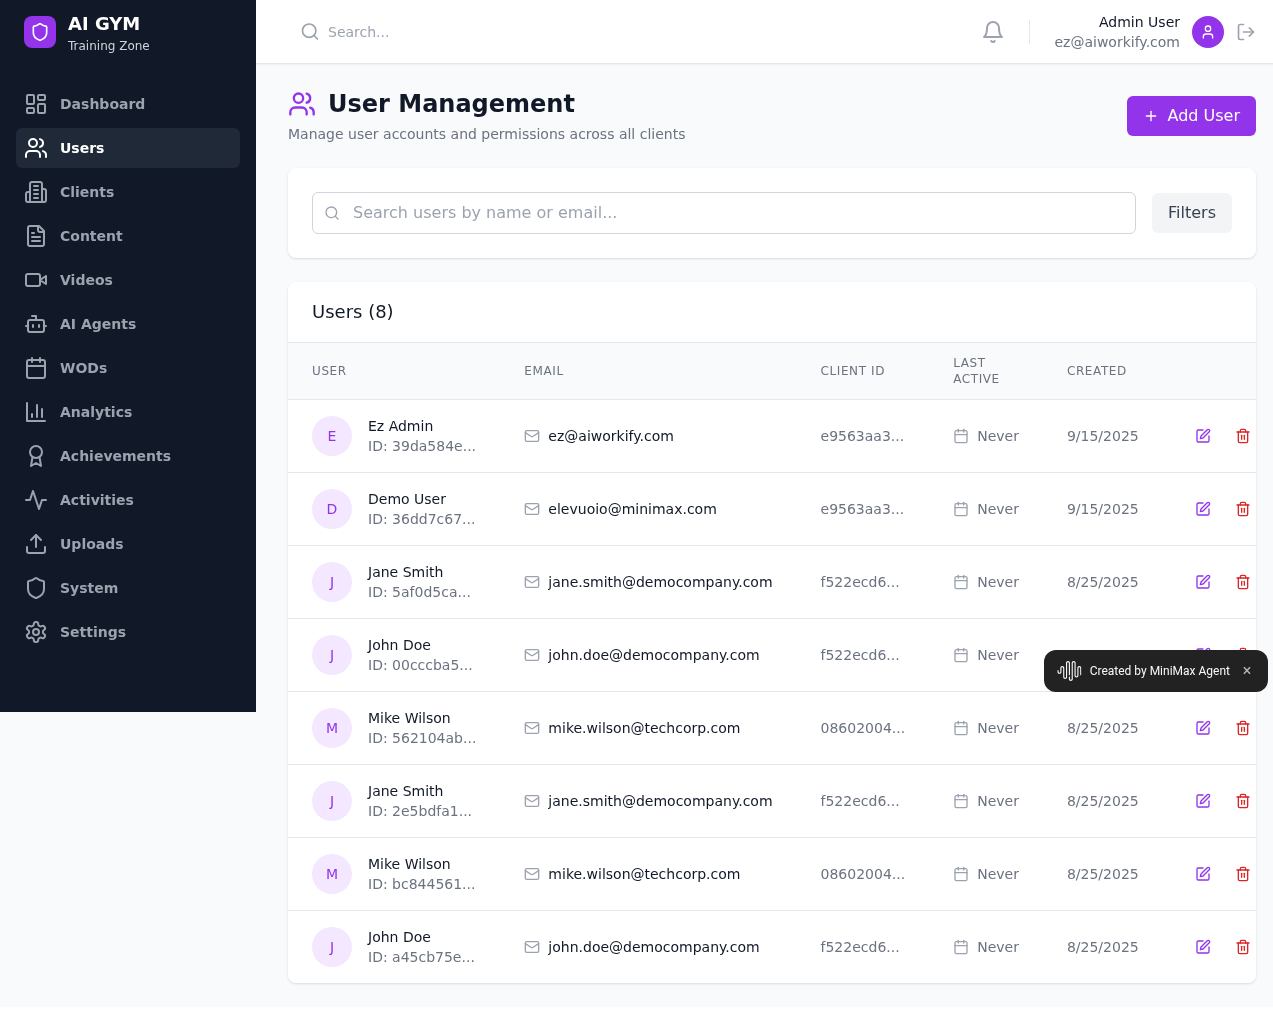 AI GYM
Training Zone
Search...
Admin User
ez@aiworkify.com
Dashboard
Users
Clients
Content
Videos
AI Agents
WODs
Analytics
Achievements
Activities
Uploads
System
Settings
User Management
Manage user accounts and permissions across all clients
Add User
Search users by name or email...
Filters
Users (8)
USER EMAIL CLIENT ID LAST ACTIVE CREATED
E Ez Admin ez@aiworkify.com e9563aa3... Never 9/15/2025
ID: 39da584e...
D Demo User elevuoio@minimax.com e9563aa3... Never 9/15/2025
ID: 36dd7c67...
J Jane Smith jane.smith@democompany.com f522ecd6... Never 8/25/2025
ID: 5af0d5ca...
J John Doe john.doe@democompany.com f522ecd6... Never
ID: 00cccba5...
Created by MiniMax Agent ×
M Mike Wilson mike.wilson@techcorp.com 08602004... Never 8/25/2025
ID: 562104ab...
J Jane Smith jane.smith@democompany.com f522ecd6... Never 8/25/2025
ID: 2e5bdfa1...
M Mike Wilson mike.wilson@techcorp.com 08602004... Never 8/25/2025
ID: bc844561...
J John Doe john.doe@democompany.com f522ecd6... Never 8/25/2025
ID: a45cb75e...